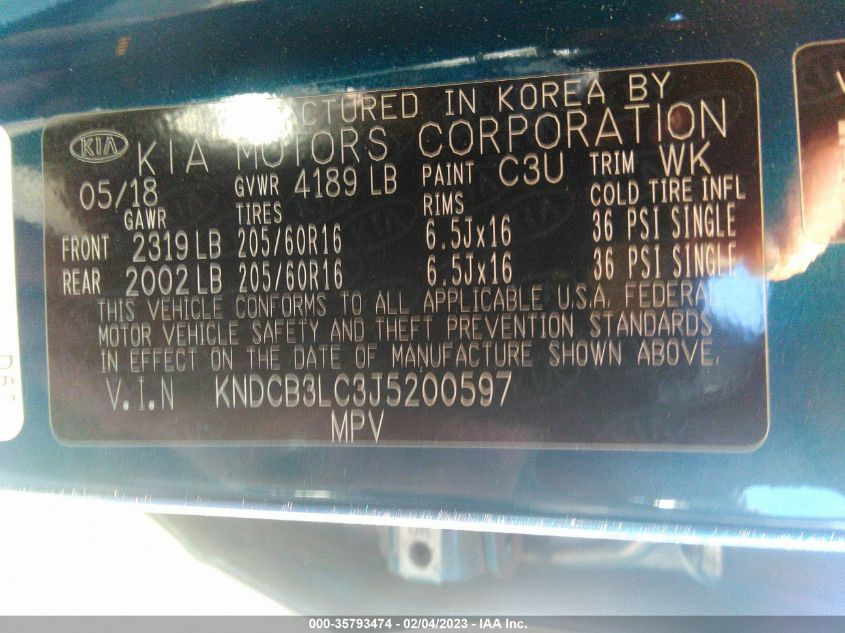 MANUFACTURED IN KOREA BY
KIA KIA MOTORS CORPORATION
05/18 GVWR 4189 LB PAINT C3U TRIM WK
GAWR TIRES RIMS COLD TIRE INFL
FRONT 2319 LB 205/60R16 6.5Jx16 36 PSI SINGLE
REAR 2002 LB 205/60R16 6.5Jx16 36 PSI SINGLE
THIS VEHICLE CONFORMS TO ALL APPLICABLE U.S.A. FEDERAL
MOTOR VEHICLE SAFETY AND THEFT PREVENTION STANDARDS
IN EFFECT ON THE DATE OF MANUFACTURE SHOWN ABOVE.
V.I.N KNDCB3LC3J5200597
MPV
000-35793474 - 02/04/2023 - IAA Inc.